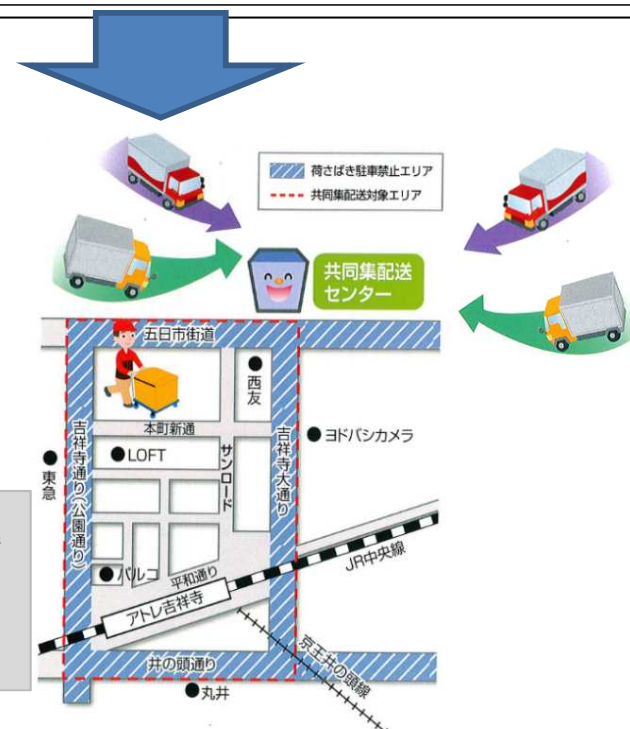 荷さばき駐車禁止エリア
共同集配送対象エリア
共同集配送
センター
五日市街道
西友
本町新通
ヨドバシカメラ
LOFT
サンロード
吉祥寺大通り
吉祥寺通り(公園通り)
東急
パルコ
平和通り
JR中央線
アトレ吉祥寺
京王井の頭線
井の頭通り
丸井